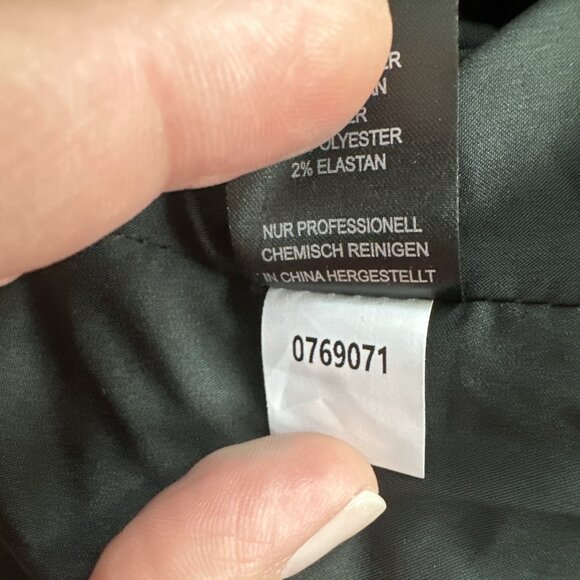 POLYESTER
2% ELASTAN
NUR PROFESSIONELL
CHEMISCH REINIGEN
IN CHINA HERGESTELLT
0769071